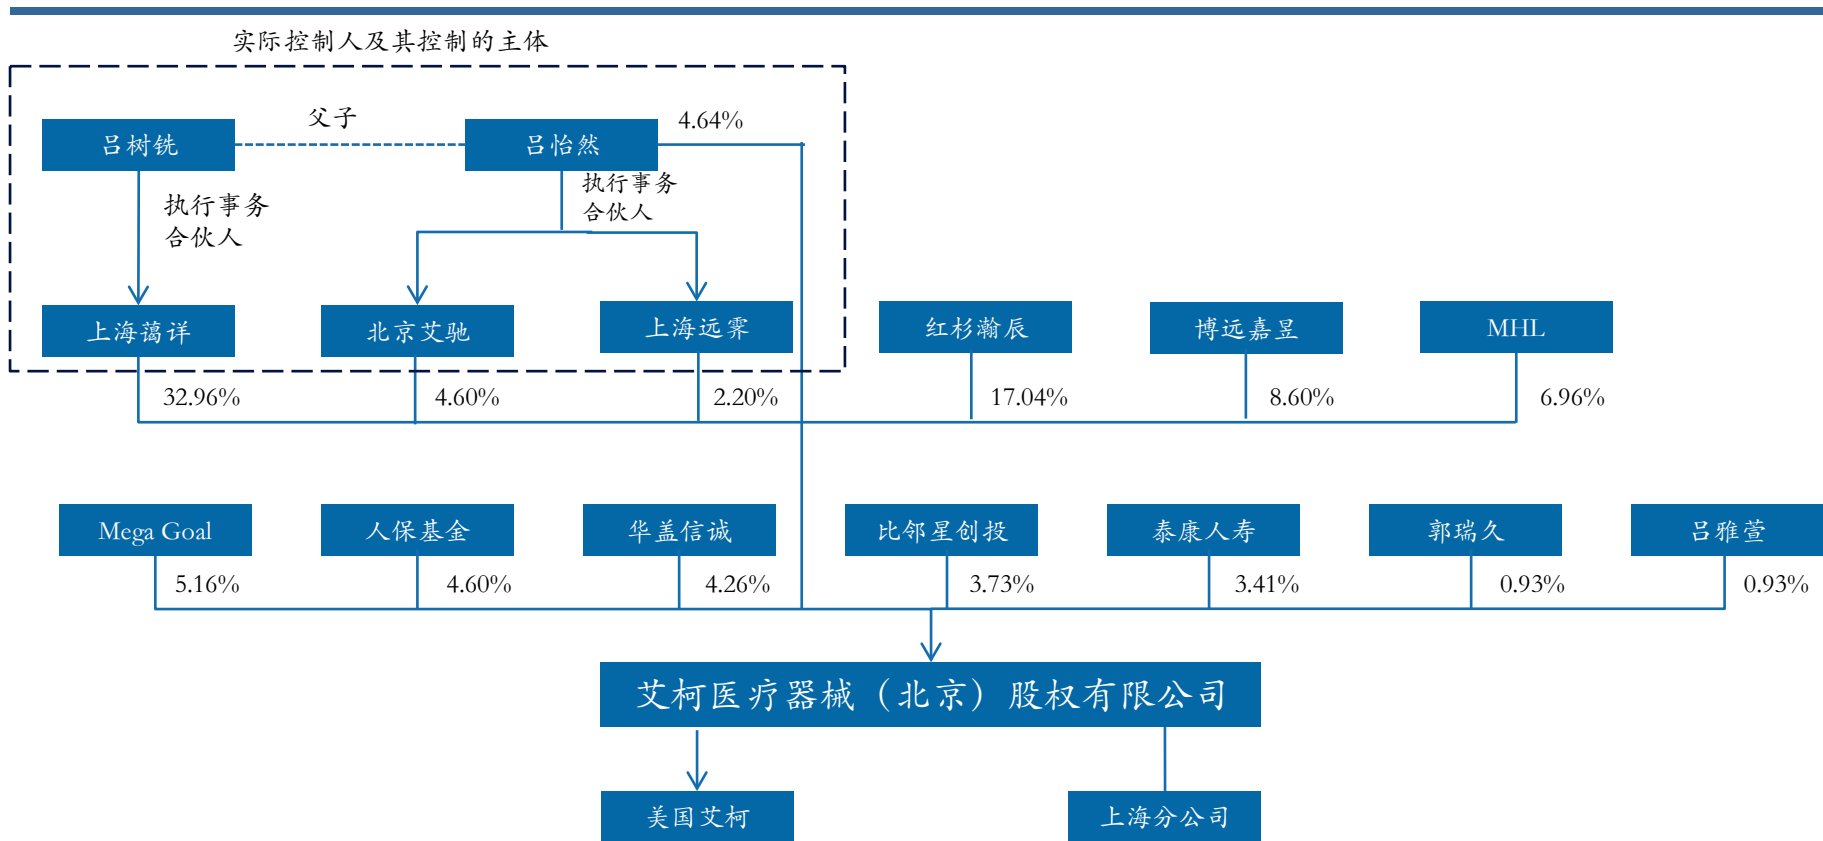 实际控制人及其控制的主体
父子
4.64%
吕树铣
吕怡然
执行事务
合伙人
执行事务
合伙人
上海蔼详
北京艾驰
上海远霁
红杉瀚辰
博远嘉昱
MHL
32.96%
4.60%
2.20%
17.04%
8.60%
6.96%
Mega Goal
人保基金
华盖信诚
比邻星创投
泰康人寿
郭瑞久
吕雅萱
5.16%
4.60%
4.26%
3.73%
3.41%
0.93%
0.93%
艾柯医疗器械（北京）股权有限公司
美国艾柯
上海分公司